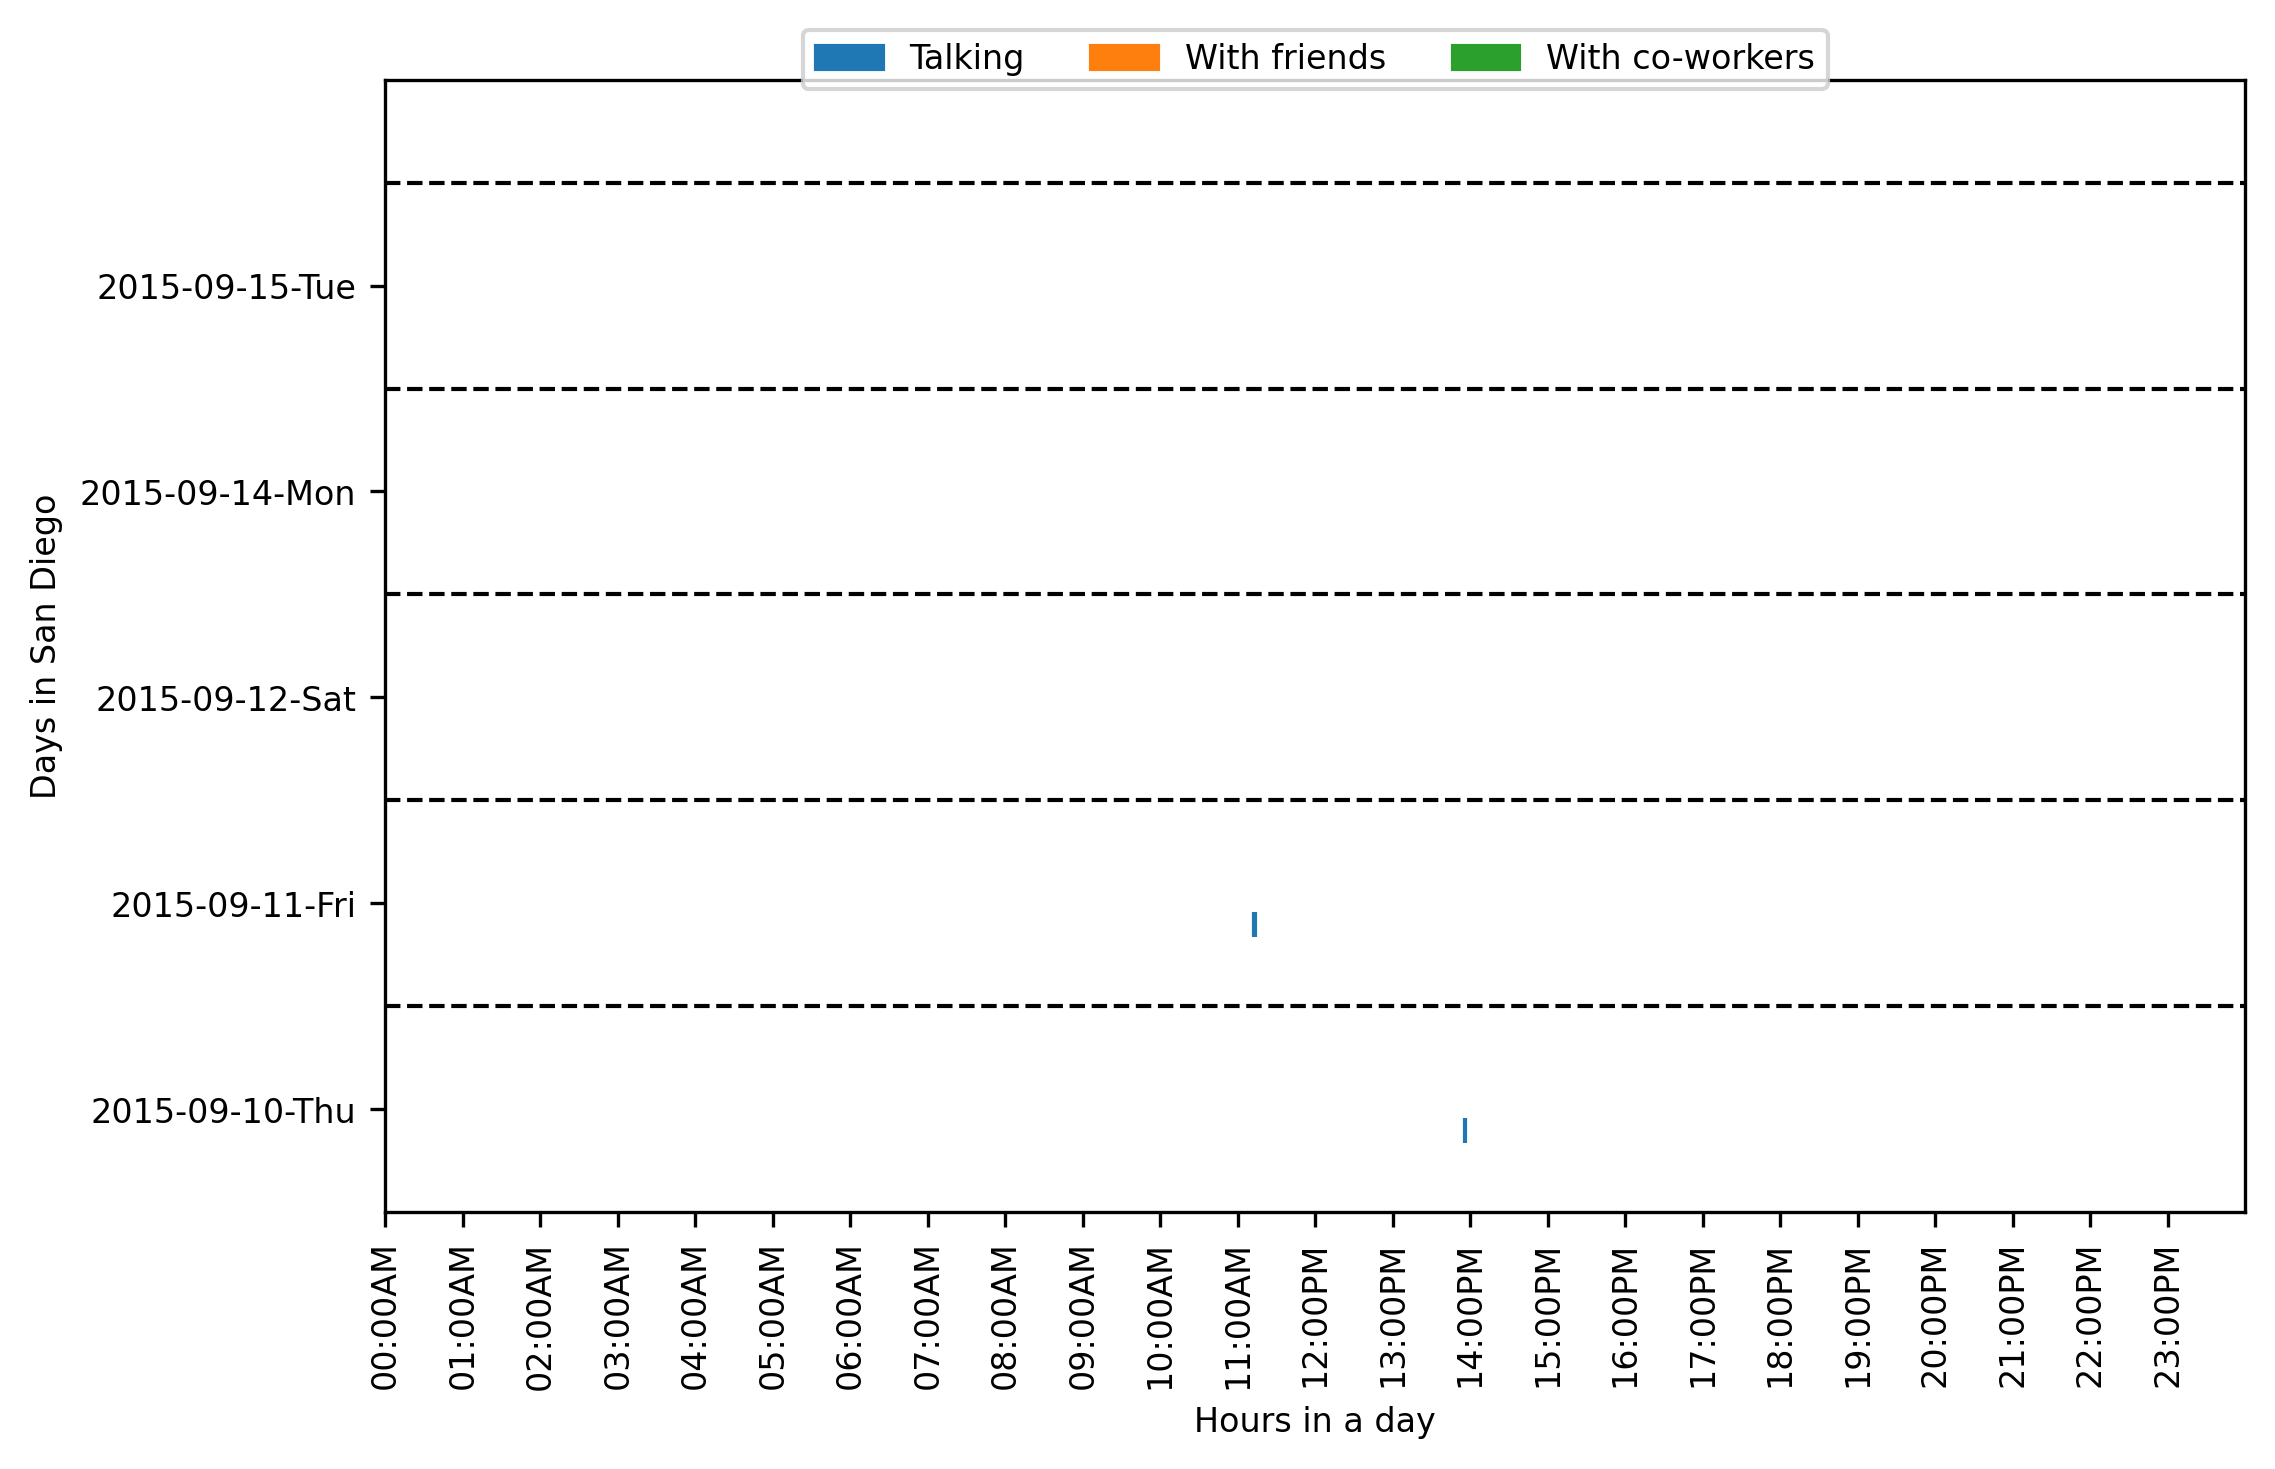 Talking With friends With co-workers
2015-09-15-Tue
2015-09-14-Mon
2015-09-12-Sat
2015-09-11-Fri
2015-09-10-Thu
Days in San Diego
00:00AM
01:00AM
02:00AM
03:00AM
04:00AM
05:00AM
06:00AM
07:00AM
08:00AM
09:00AM
10:00AM
11:00AM
12:00PM
13:00PM
14:00PM
15:00PM
16:00PM
17:00PM
18:00PM
19:00PM
20:00PM
21:00PM
22:00PM
23:00PM
Hours in a day